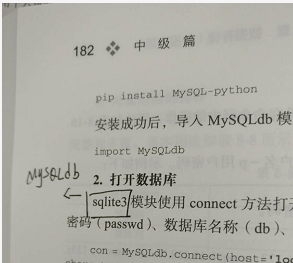 182 ❖ 中 级 篇
pip install MySQL-python
安装成功后，导入 MySQLdb 模
import MySQLdb
MySQLdb
2. 打开数据库
← sqlite3 模块使用 connect 方法打开
密码（passwd）、数据库名称（db）、
con = MySQLdb.connect(host='loc